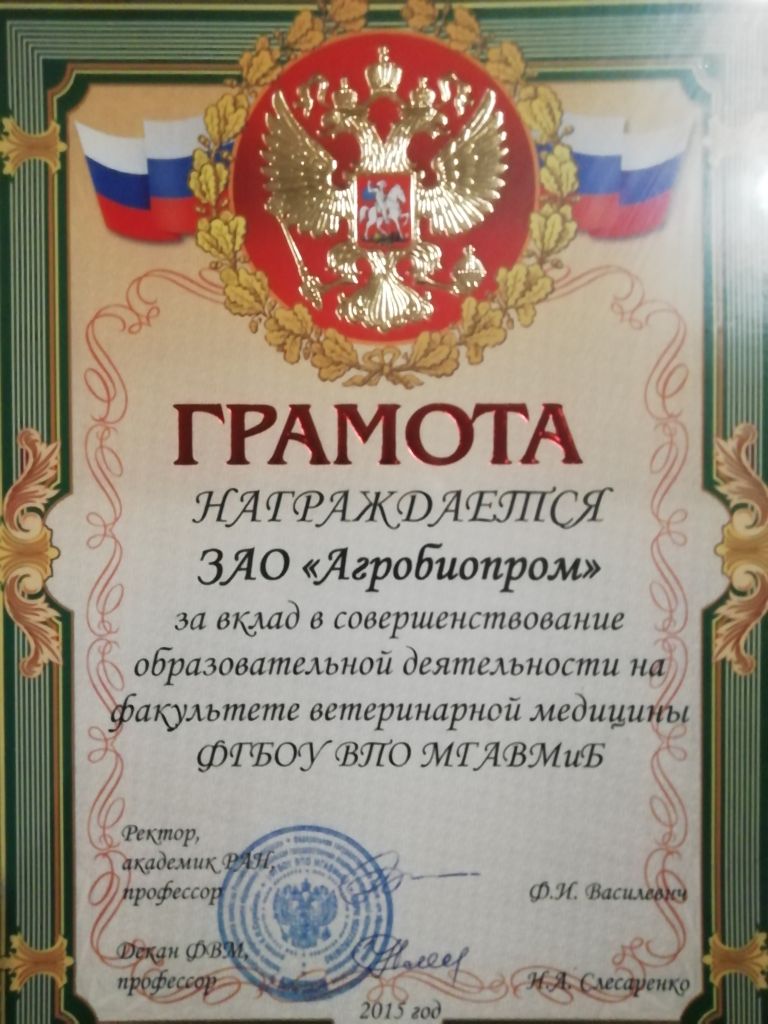 ГРАМОТА
НАГРАЖДАЕТСЯ
ЗАО «Агробиопром»
за вклад в совершенствование
образовательной деятельности на
факультете ветеринарной медицины
ФГБОУ ВПО МГАВМиБ
Ректор,
академик РАН,
профессор
Ф.И. Василевич
Декан ФВМ,
профессор
Н.А. Слесаренко
2015 год